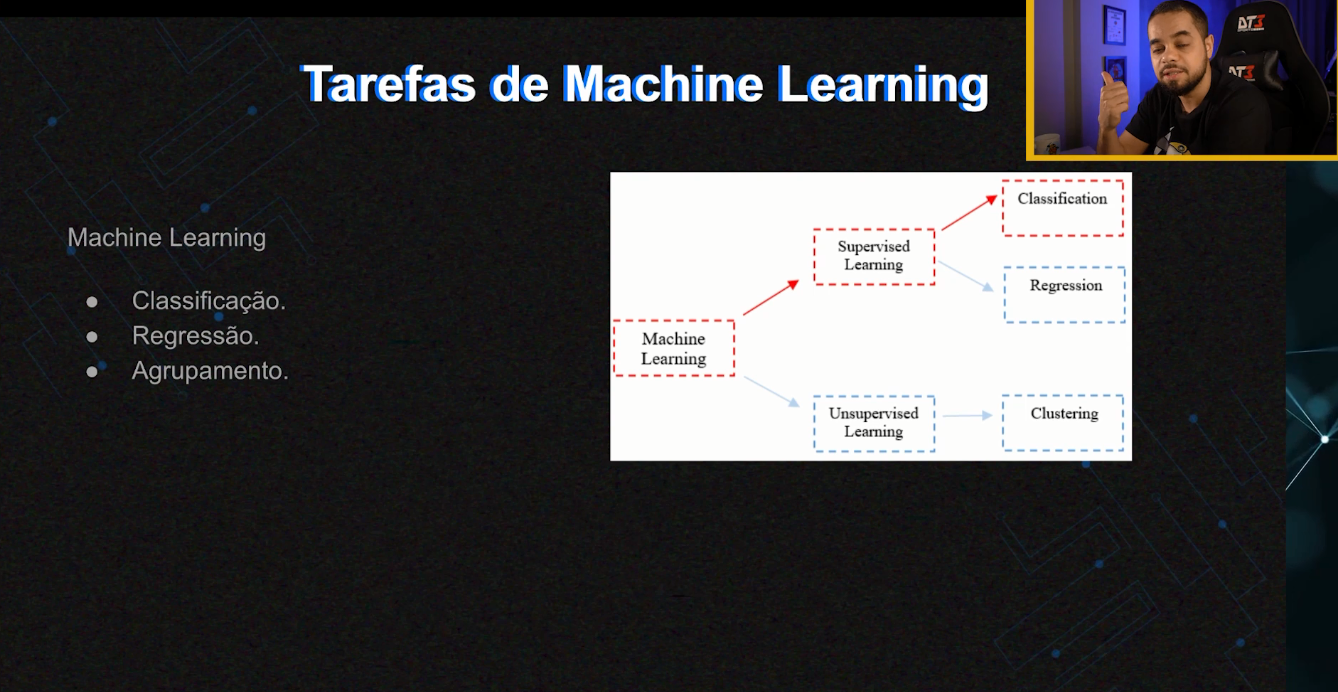 Tarefas de Machine Learning
Machine Learning
● Classificação.
● Regressão.
● Agrupamento.
Classification
Supervised
Learning
Regression
Machine
Learning
Unsupervised
Learning
Clustering
DT3
DT3